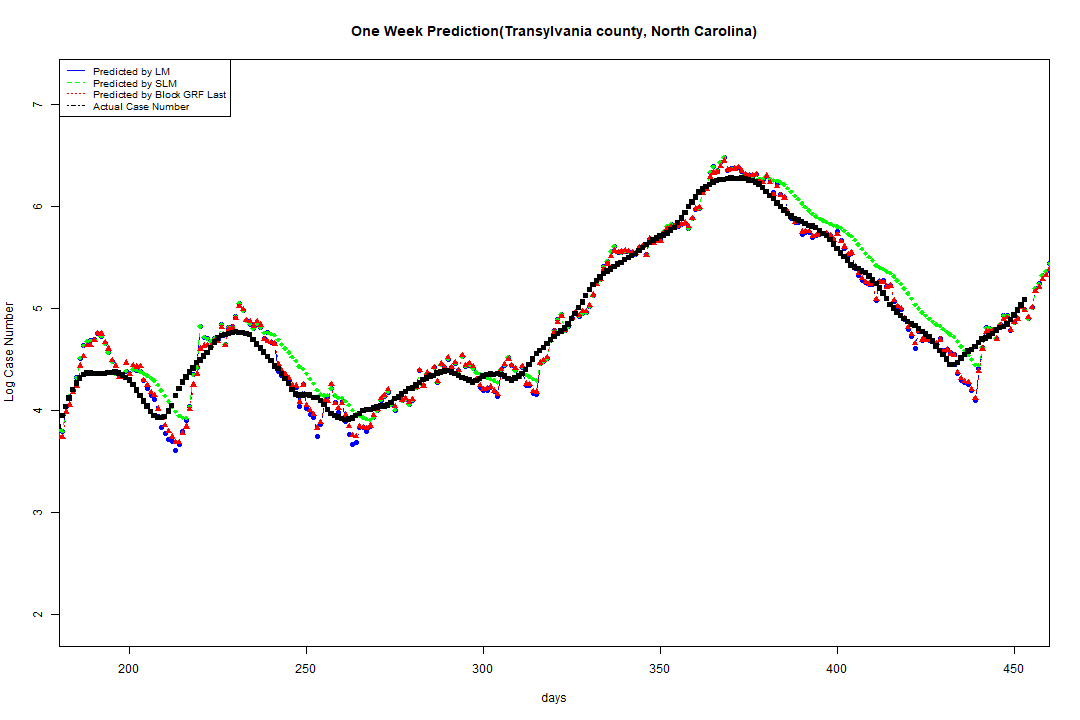 One Week Prediction(Transylvania county, North Carolina)
Predicted by LM
Predicted by SLM
Predicted by Block GRF Last
Actual Case Number
Log Case Number
7
6
5
4
3
2
200 250 300 350 400 450
days